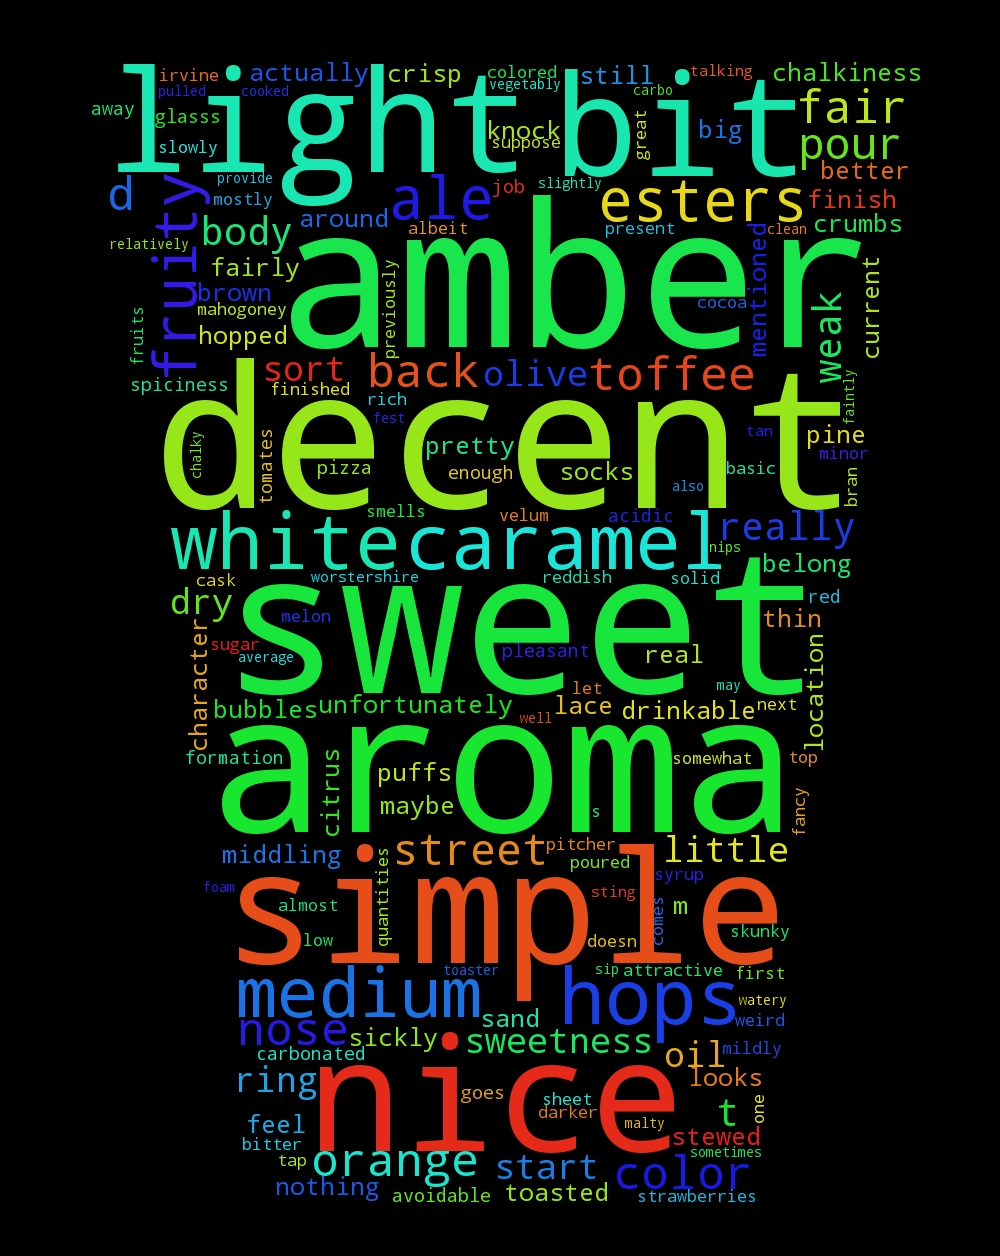 light bit
irvine actually crisp colored still talking chalkiness
pulled cooked vegetably carbo
away glasss knock great big fair
slowly suppose pour
provide job slightly better
d mostly ale esters finish
fruity around albeit present clean crumbs
relatively body amber mentioned
fairly previously current
brown cocoa weak
mahogoney
fruits hopped
sort back olive toffee
spiciness finished rich faintly
fest tan
decent
chalky tomates pretty pine
pizza enough socks basic minor
also bran
smells velum acidic
white caramel really
nips belong
cask worstershire reddish solid
dry sweet red
melon thin
character sugar pleasant real location
average
let may
bubbles unfortunately lace drinkable next
well
aroma
formation citrus puffs somewhat top
maybe s fancy
middling street pitcher little
quantities poured
foam simple syrup
almost sting m
low doesn comes skunky
medium toaster hops sip attractive first
watery
nose sand weird
sickly sweetness mildly
carbonated oil
ring nice looks
goes sheet
darker t one
feel malty stewed
bitter sometimes
tap orange start color
nothing avoidable toasted strawberries